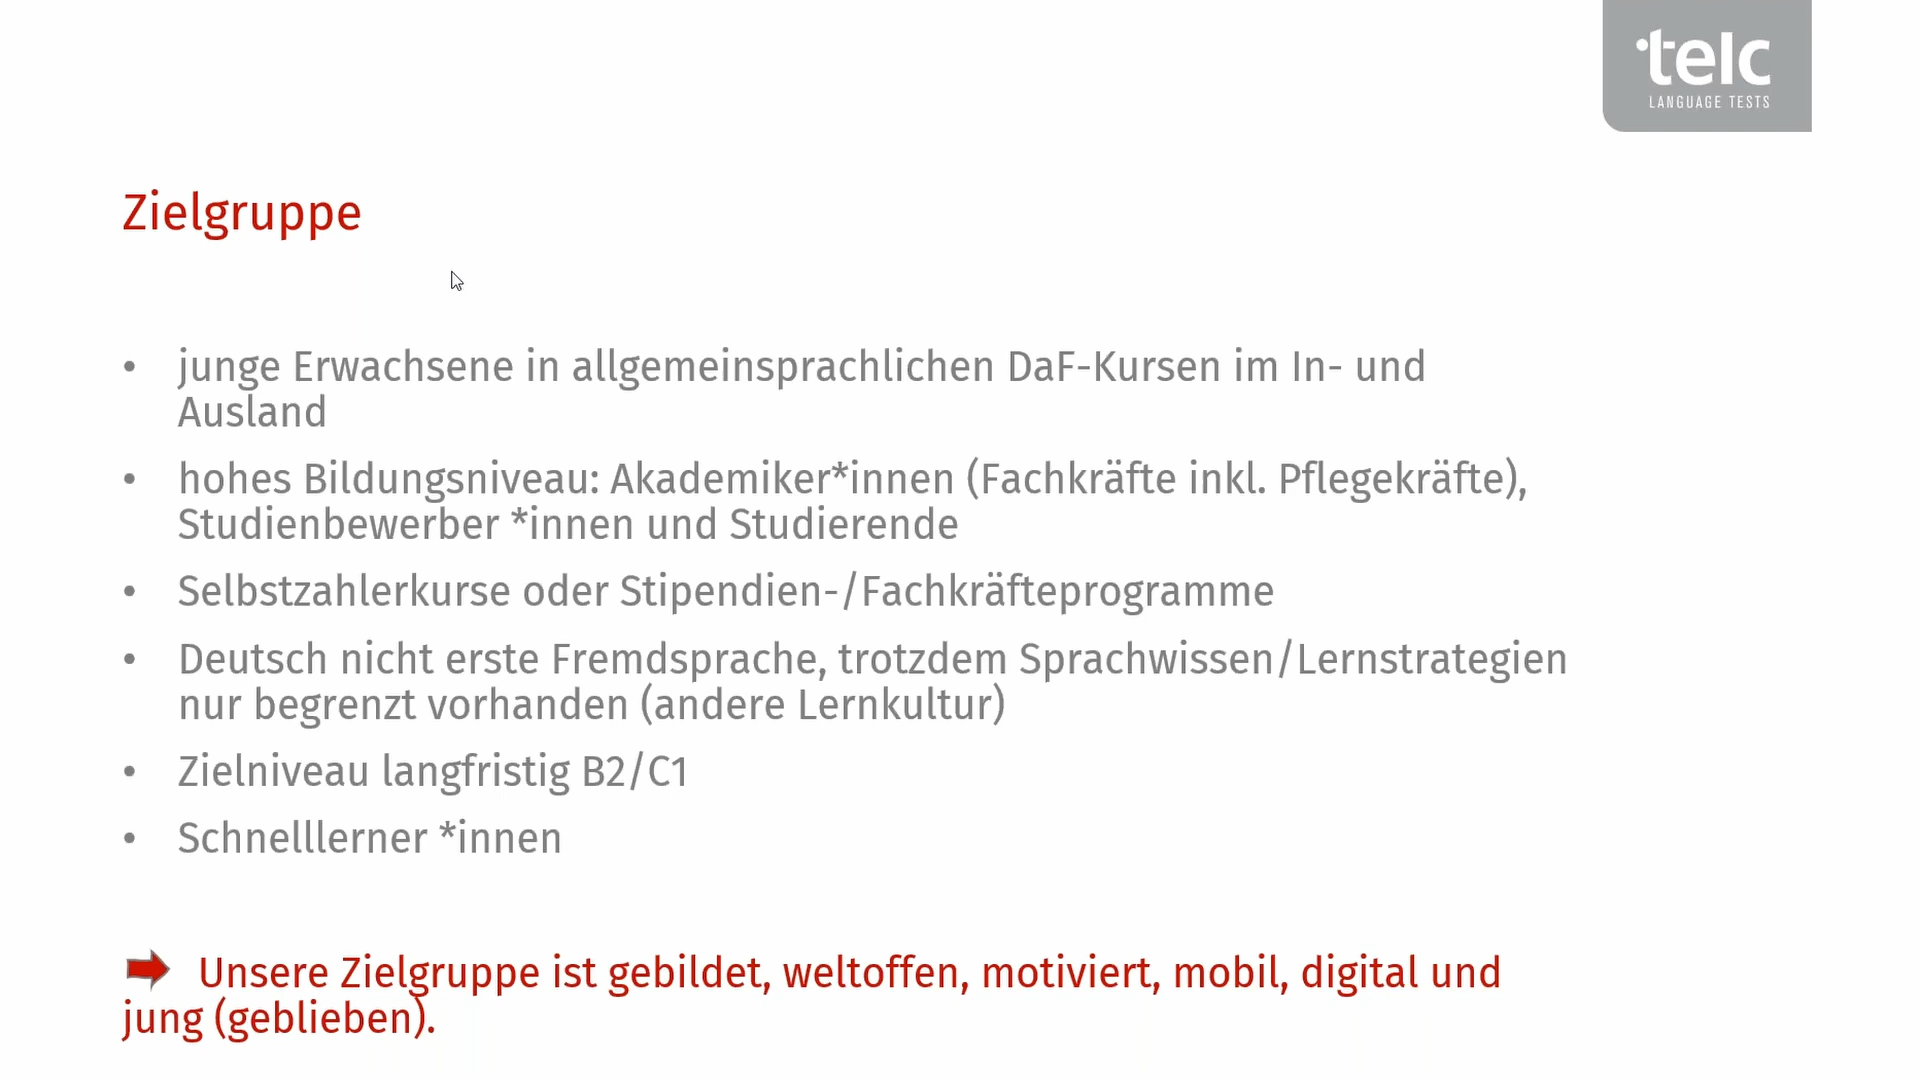 telc
LANGUAGE TESTS
Zielgruppe
• junge Erwachsene in allgemeinsprachlichen DaF-Kursen im In- und
Ausland
• hohes Bildungsniveau: Akademiker*innen (Fachkräfte inkl. Pflegekräfte),
Studienbewerber *innen und Studierende
• Selbstzahlerkurse oder Stipendien-/Fachkräfteprogramme
• Deutsch nicht erste Fremdsprache, trotzdem Sprachwissen/Lernstrategien
nur begrenzt vorhanden (andere Lernkultur)
• Zielniveau langfristig B2/C1
• Schnelllerner *innen
Unsere Zielgruppe ist gebildet, weltoffen, motiviert, mobil, digital und
jung (geblieben).